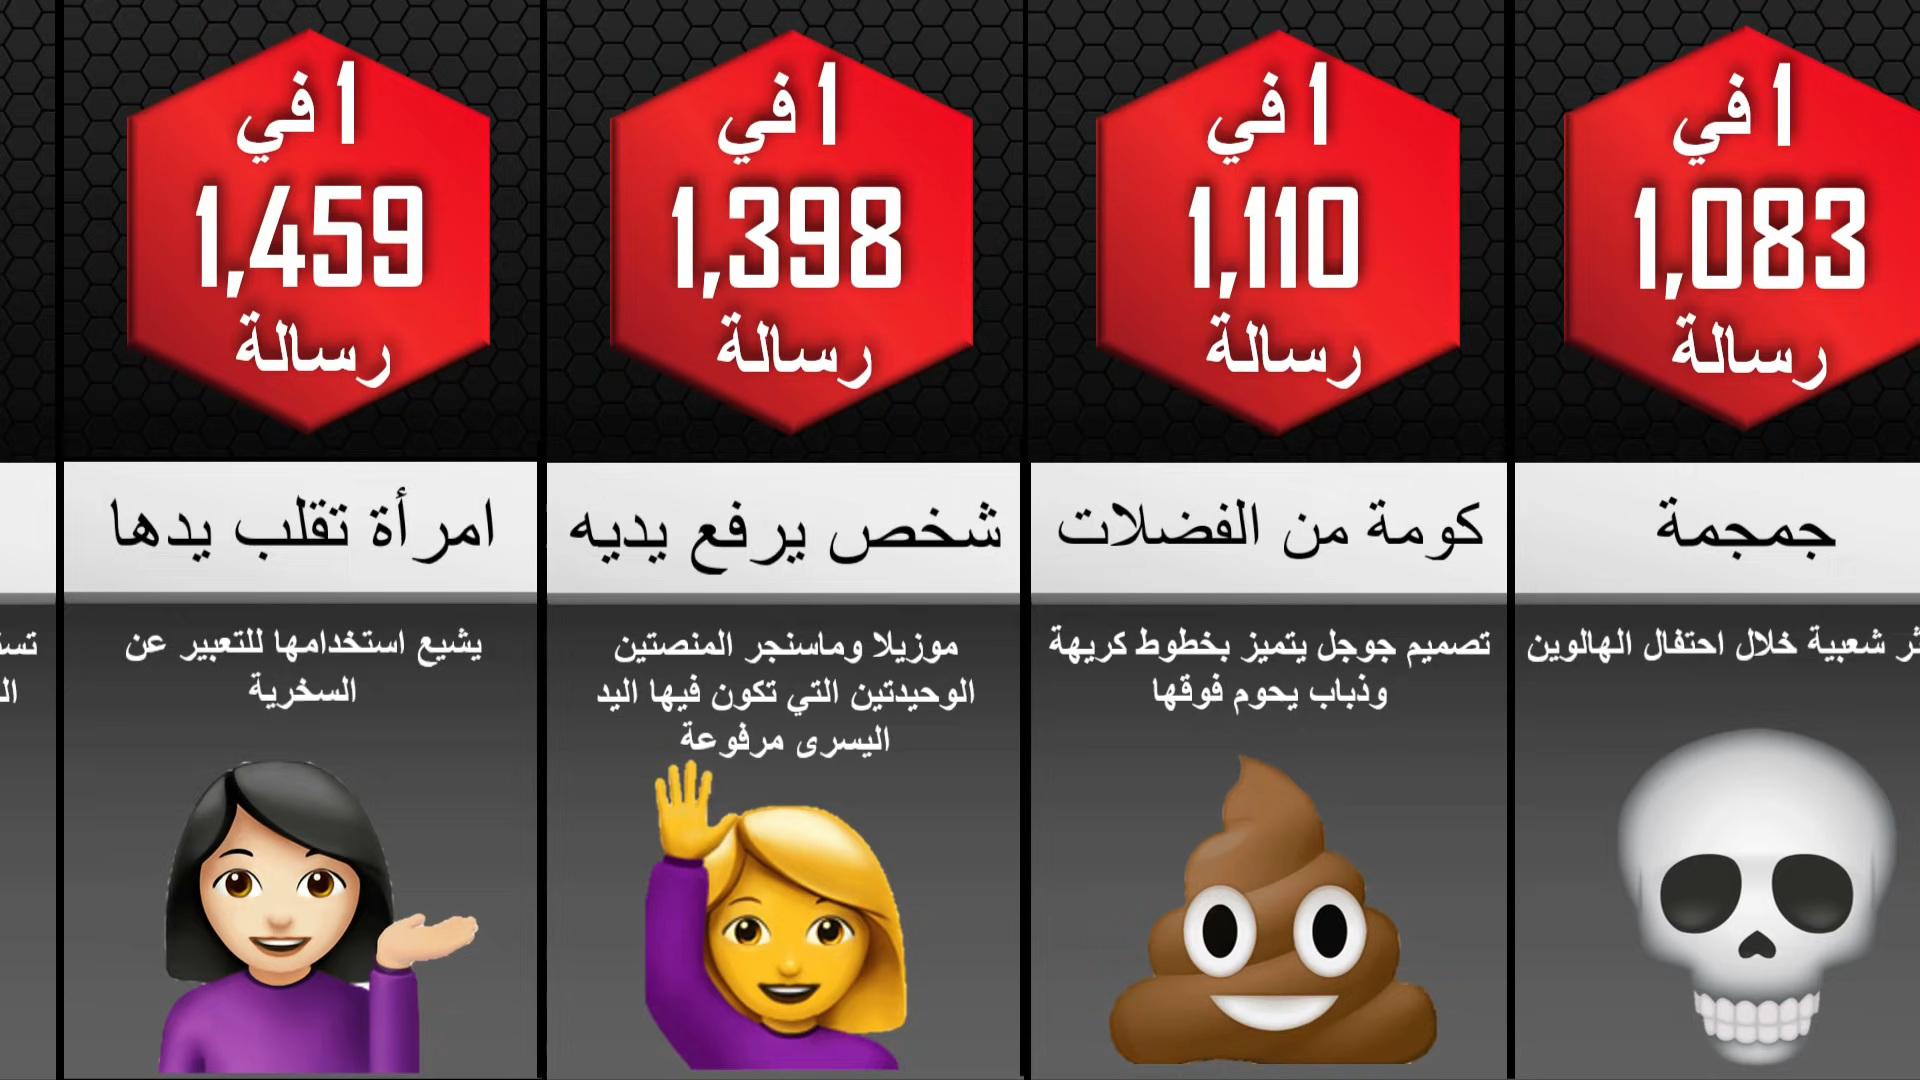 1 في
1,459
رسالة
امرأة تقلب يدها
يشيع استخدامها للتعبير عن
السخرية
1 في
1,398
رسالة
شخص يرفع يديه
موزيلا وماسنجر المنصتين
الوحيدتين التي تكون فيها اليد
اليسرى مرفوعة
1 في
1,110
رسالة
كومة من الفضلات
تصميم جوجل يتميز بخطوط كريهة
وذباب يحوم فوقها
1 في
1,083
رسالة
جمجمة
شعبية خلال احتفال الهالوين